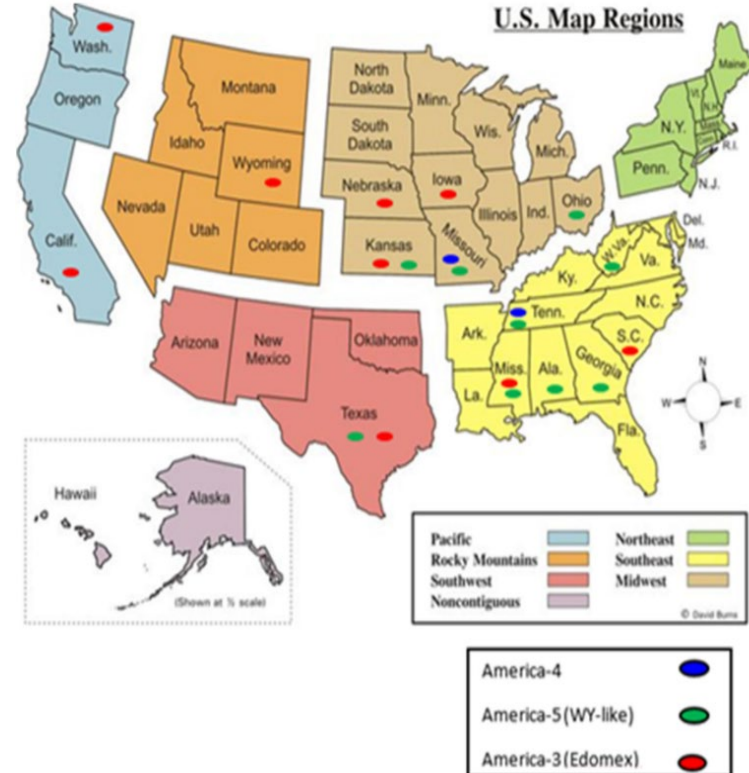 U.S. Map Regions
Wash.
Oregon
Calif.
Montana
Idaho
Wyoming
Nevada
Utah
Colorado
North
Dakota
South
Dakota
Nebraska
Kansas
Minn.
Iowa
Missouri
Wis.
Illinois
Mich.
Ind.
Ohio
Maine
Vt.
N.H.
Mass.
Conn.
R.I.
N.Y.
Penn.
N.J.
Del.
Md.
W.Va.
Va.
Ky.
N.C.
Tenn.
S.C.
Ark.
La.
Miss.
Ala.
Georgia
Fla.
Arizona
New
Mexico
Oklahoma
Texas
N
W
E
S
Hawaii
Alaska
(Shown at ½ scale)
Pacific
Rocky Mountains
Southwest
Noncontiguous
Northeast
Southeast
Midwest
© David Burns
America-4
America-5(WY-like)
America-3(Edomex)